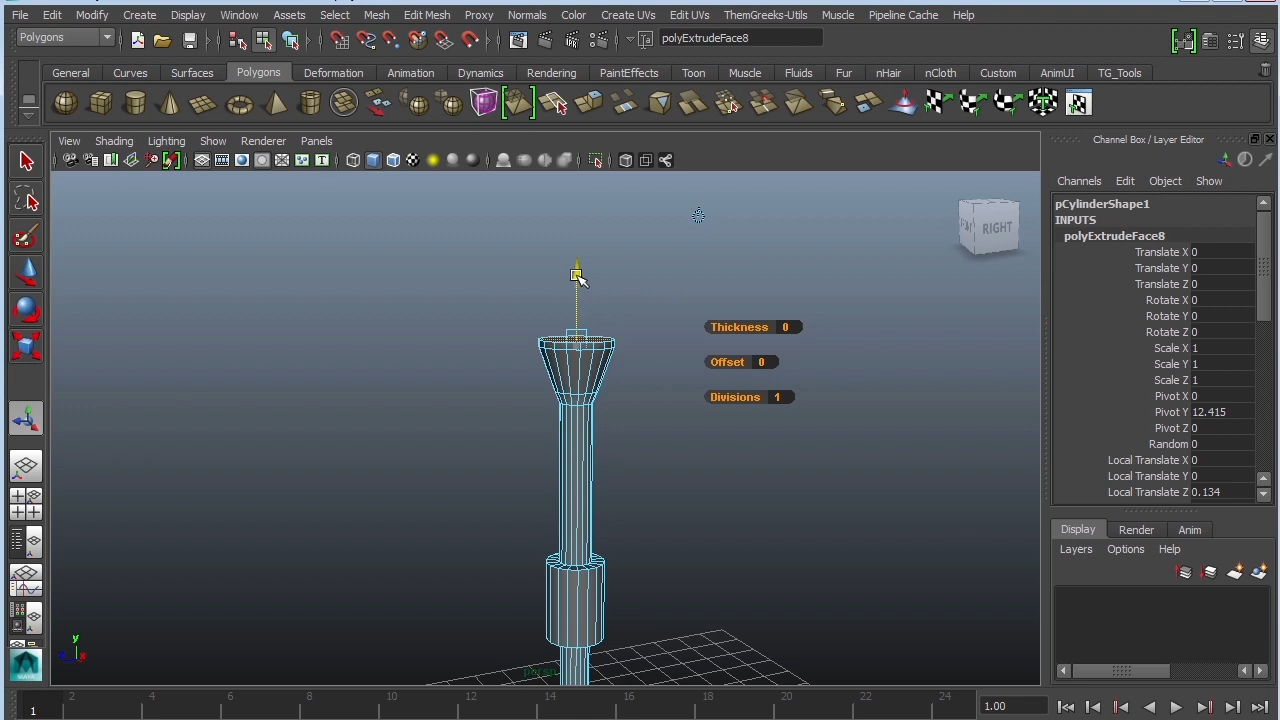 File Edit Modify Create Display Window Assets Select Mesh Edit Mesh Proxy Normals Color Create UVs Edit UVs ThemGreeks-Utils Muscle Pipeline Cache Help
Polygons polyExtrudeFace8
General Curves Surfaces Polygons Deformation Animation Dynamics Rendering PaintEffects Toon Muscle Fluids Fur nHair nCloth Custom AnimUI TG_Tools
View Shading Lighting Show Renderer Panels
Channel Box / Layer Editor
Channels Edit Object Show
pCylinderShape1
INPUTS
polyExtrudeFace8
Translate X 0
Translate Y 0
Translate Z 0
Rotate X 0
Rotate Y 0
Rotate Z 0
Scale X 1
Scale Y 1
Scale Z 1
Pivot X 0
Pivot Y 12.415
Pivot Z 0
Random 0
Local Translate X 0
Local Translate Y 0
Local Translate Z 0.134
RIGHT
Thickness 0
Offset 0
Divisions 1
Display Render Anim
Layers Options Help
y
z x
persp
MAYA
2 4 6 8 10 12 14 16 18 20 22 24
1
1.00